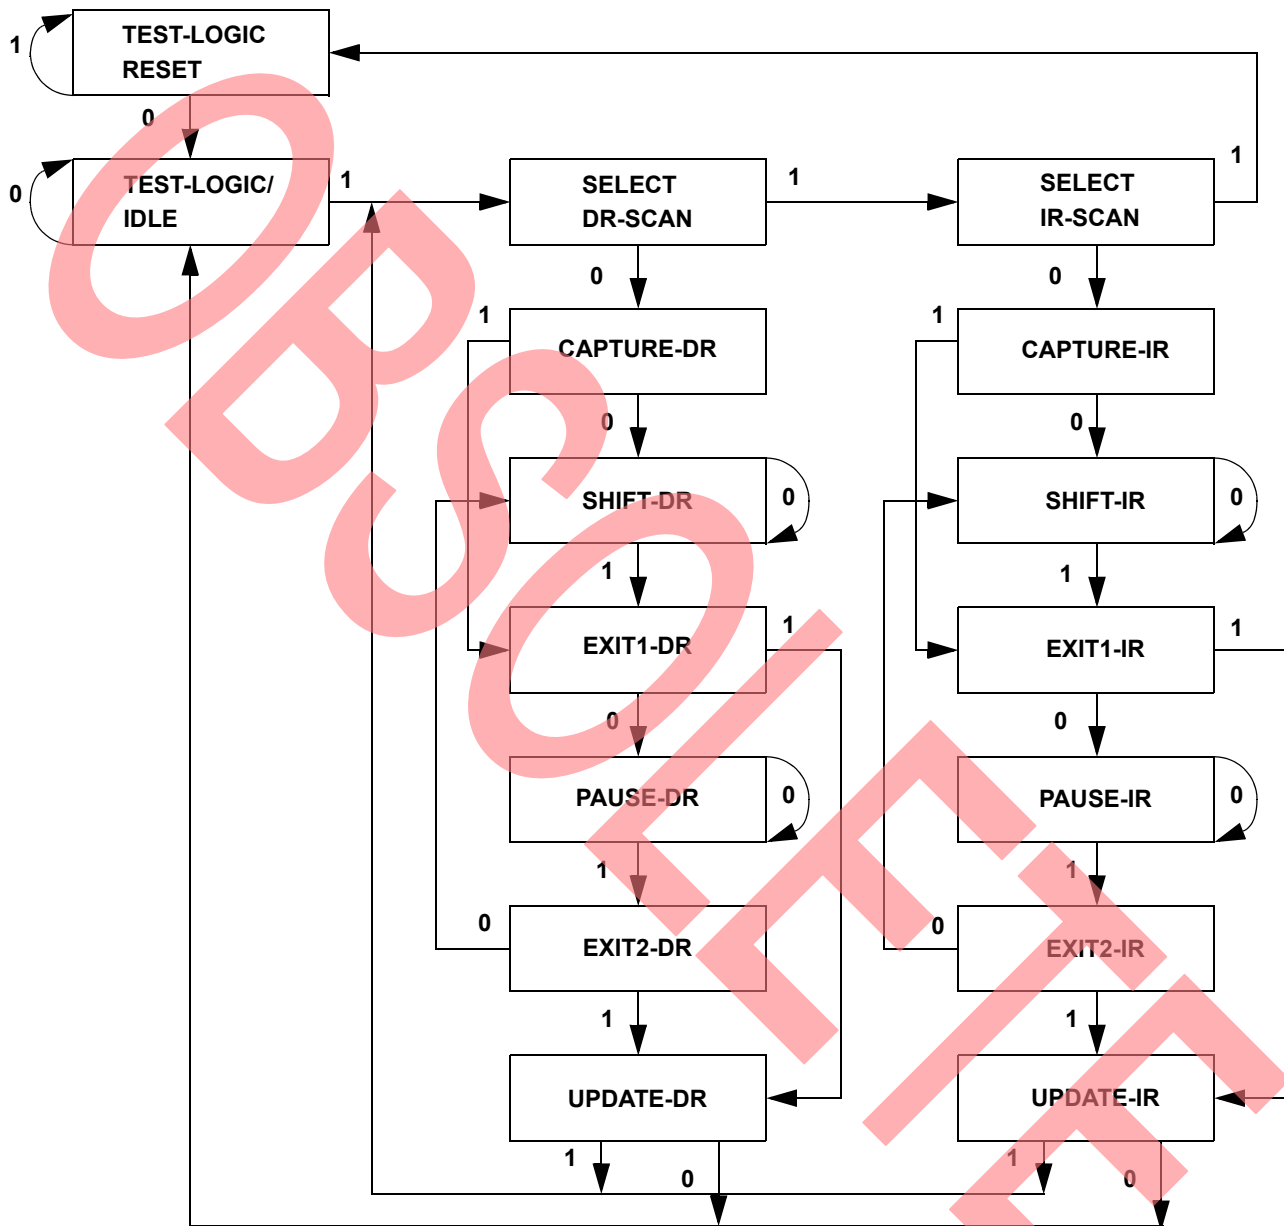 1
TEST-LOGIC
RESET
0
0
TEST-LOGIC/
IDLE
1
SELECT
DR-SCAN
1
SELECT
IR-SCAN
1
0
0
1
CAPTURE-DR
1
CAPTURE-IR
0
0
SHIFT-DR
0
SHIFT-IR
0
1
1
EXIT1-DR
1
EXIT1-IR
1
0
0
PAUSE-DR
0
PAUSE-IR
0
1
1
0
EXIT2-DR
0
EXIT2-IR
1
1
UPDATE-DR
UPDATE-IR
1
0
1
0
OBSOLETE